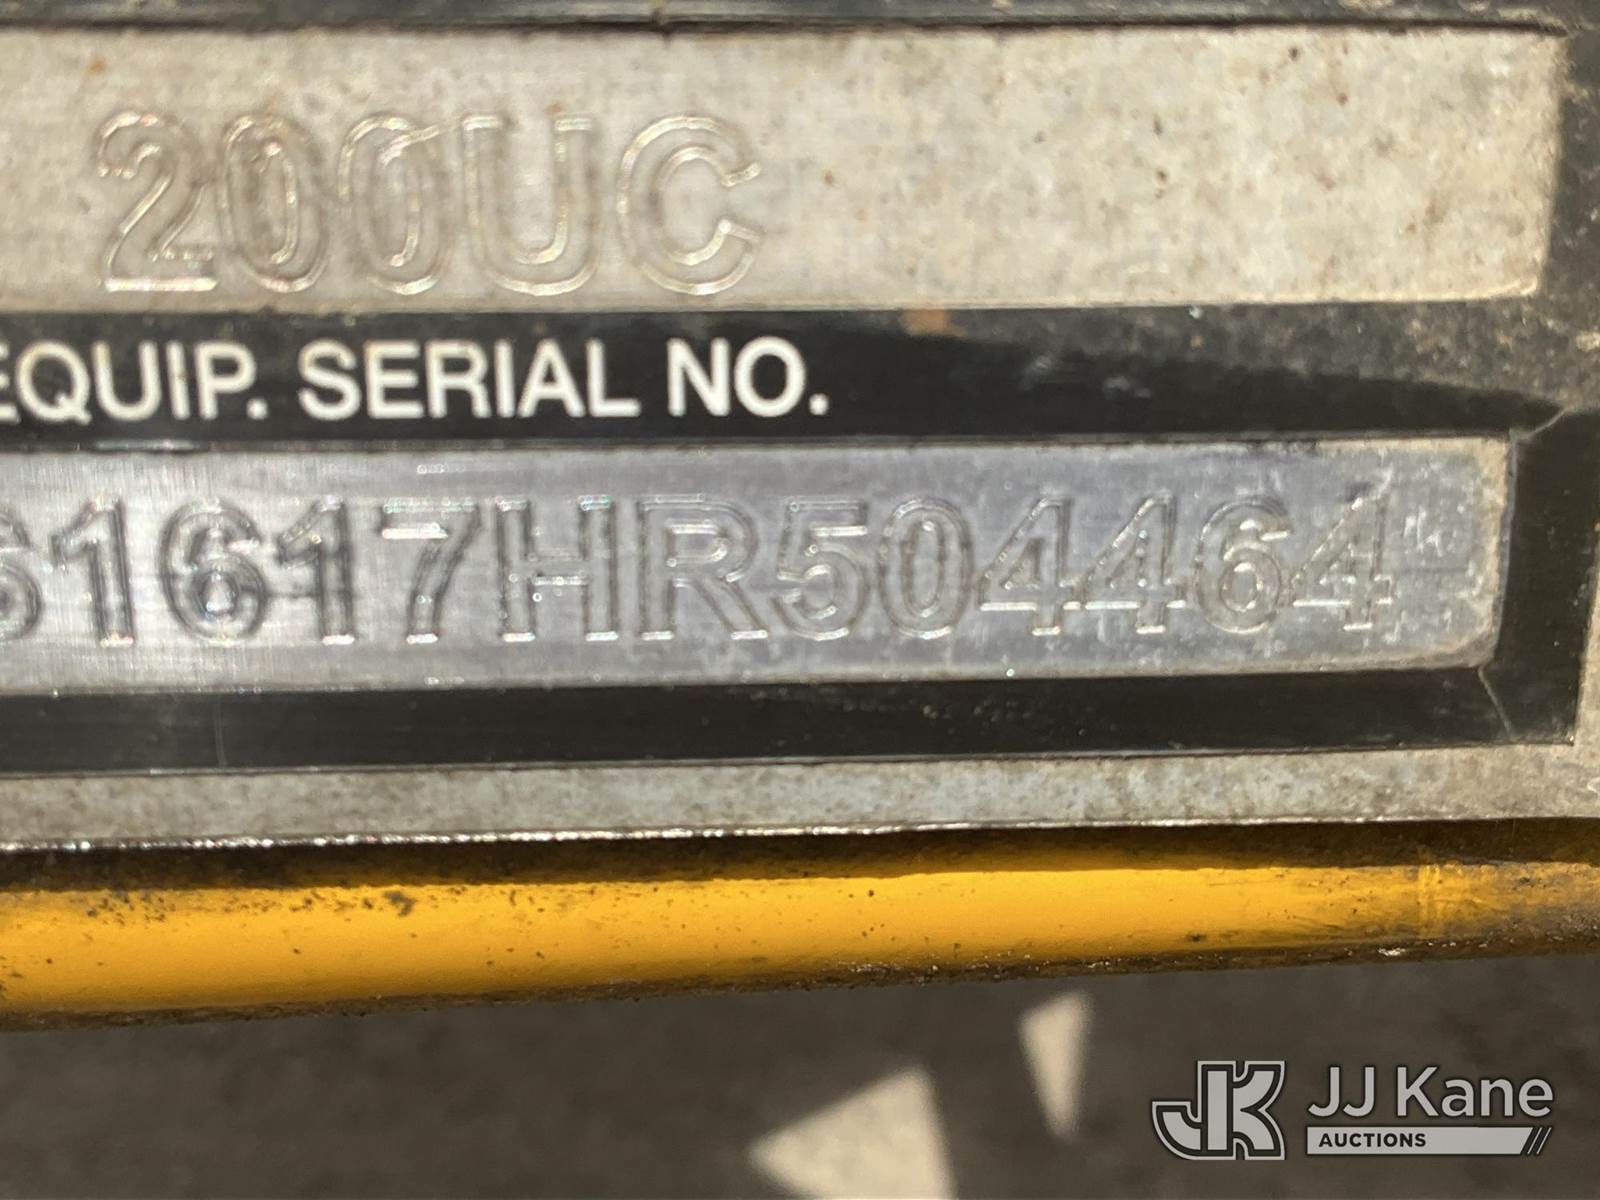 200UC
EQUIP. SERIAL NO.
61617HR504464
JJ Kane
AUCTIONS